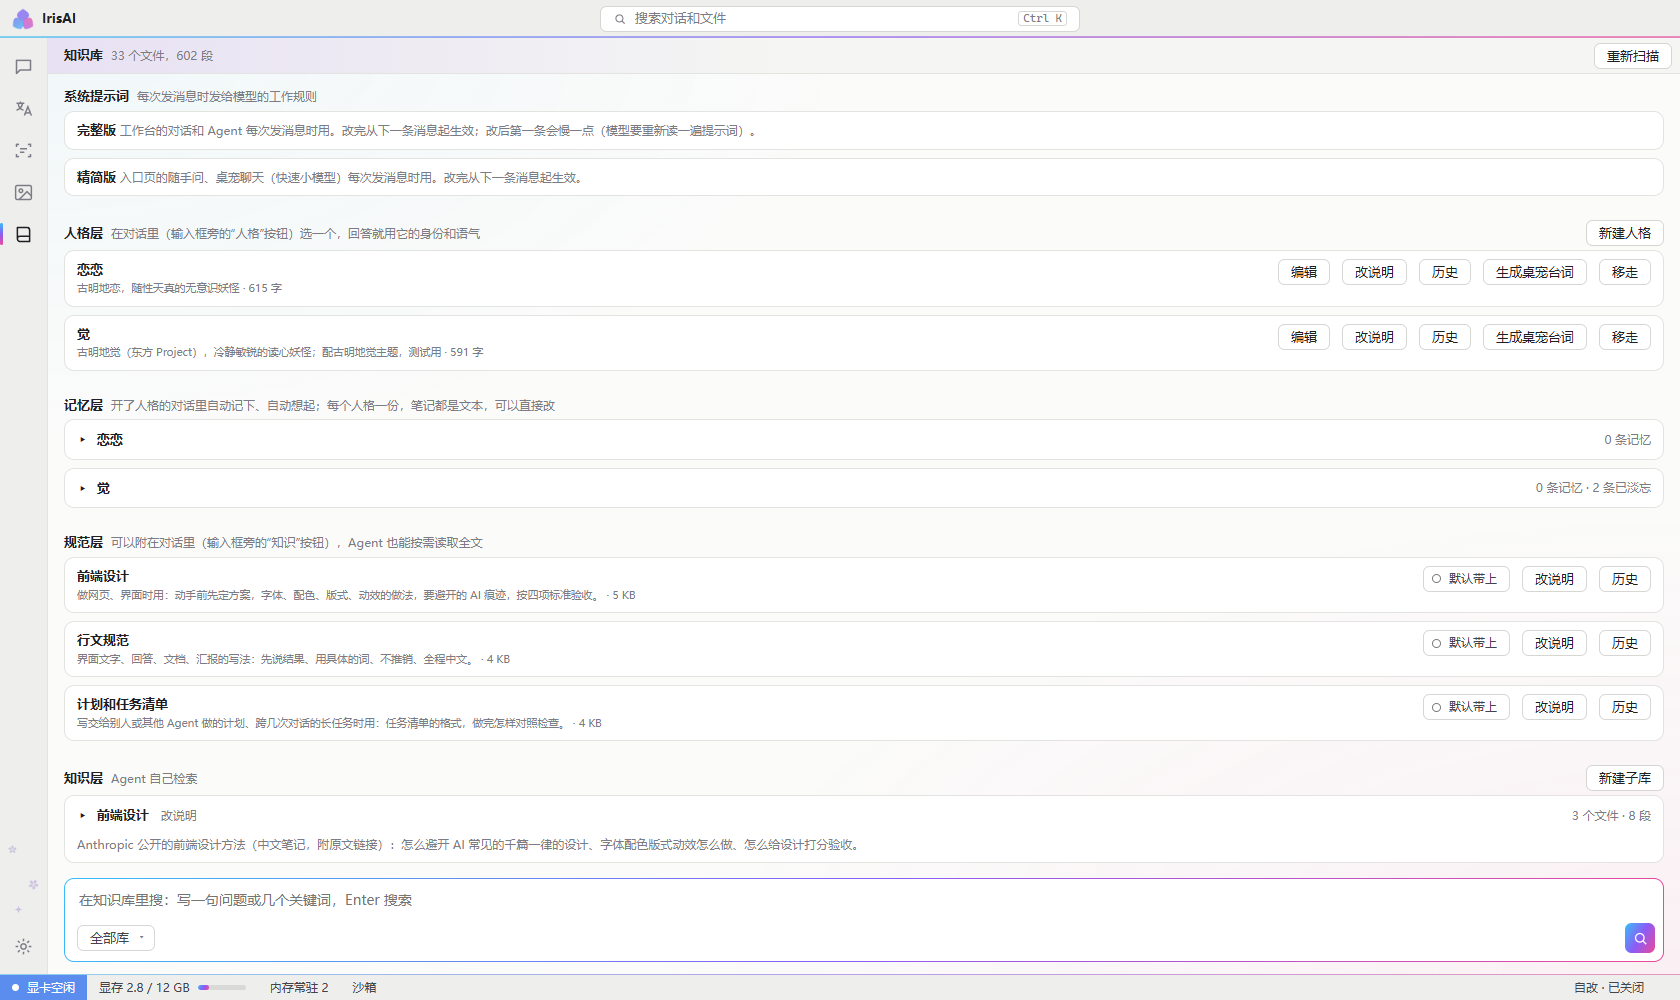 IrisAI
搜索对话和文件 Ctrl K
知识库 33 个文件，602 段
重新扫描
系统提示词 每次发消息时发给模型的工作规则
完整版 工作台的对话和 Agent 每次发消息时用。改完从下一条消息起生效；改后第一条会慢一点（模型要重新读一遍提示词）。
精简版 入口页的随手问、桌宠聊天（快速小模型）每次发消息时用。改完从下一条消息起生效。
人格层 在对话里（输入框旁的“人格”按钮）选一个，回答就用它的身份和语气
新建人格
恋恋
古明地恋，随性天真的无意识妖怪 · 615 字
编辑 改说明 历史 生成桌宠台词 移走
觉
古明地觉（东方 Project），冷静敏锐的读心妖怪；配古明地觉主题，测试用 · 591 字
编辑 改说明 历史 生成桌宠台词 移走
记忆层 开了人格的对话里自动记下、自动想起；每个人格一份，笔记都是文本，可以直接改
恋恋 0 条记忆
觉 0 条记忆 · 2 条已淡忘
规范层 可以附在对话里（输入框旁的“知识”按钮），Agent 也能按需读取全文
前端设计
做网页、界面时用：动手前先定方案，字体、配色、版式、动效的做法，要避开的 AI 痕迹，按四项标准验收。 · 5 KB
默认带上 改说明 历史
行文规范
界面文字、回答、文档、汇报的写法：先说结果、用具体的词、不推销、全程中文。 · 4 KB
默认带上 改说明 历史
计划和任务清单
写交给别人或其他 Agent 做的计划、跨几次对话的长任务时用：任务清单的格式，做完怎样对照检查。 · 4 KB
默认带上 改说明 历史
知识层 Agent 自己检索
新建子库
前端设计 改说明 3 个文件 · 8 段
Anthropic 公开的前端设计方法（中文笔记，附原文链接）：怎么避开 AI 常见的千篇一律的设计、字体配色版式动效怎么做、怎么给设计打分验收。
在知识库里搜：写一句问题或几个关键词，Enter 搜索
全部库
显卡空闲 显存 2.8 / 12 GB 内存常驻 2 沙箱 自改 · 已关闭